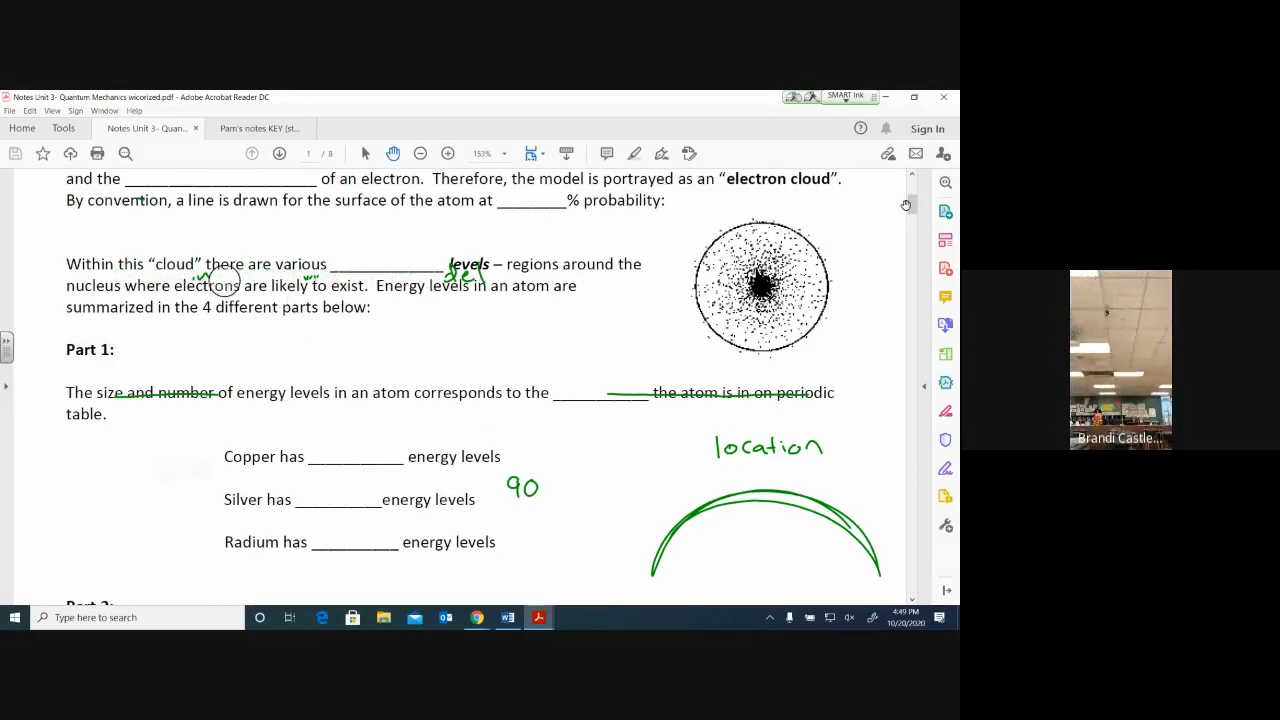 Notes Unit 3- Quantum Mechanics wicorized.pdf - Adobe Acrobat Reader DC
SMART Ink
File Edit View Sign Window Help
Home Tools Notes Unit 3- Quan... × Pam's notes KEY (st... Sign In
1 / 8 153%
and the ______________________ of an electron. Therefore, the model is portrayed as an “electron cloud”.
By convention, a line is drawn for the surface of the atom at ________% probability:
Within this “cloud” there are various _____________ levels – regions around the
del
nucleus where electrons are likely to exist. Energy levels in an atom are
summarized in the 4 different parts below:
Part 1:
The size and number of energy levels in an atom corresponds to the ___________ the atom is in on periodic
table.
location
Copper has ___________ energy levels
90
Silver has __________energy levels
Radium has __________ energy levels
Part 2:
Brandi Castle...
Type here to search
4:49 PM
10/20/2020